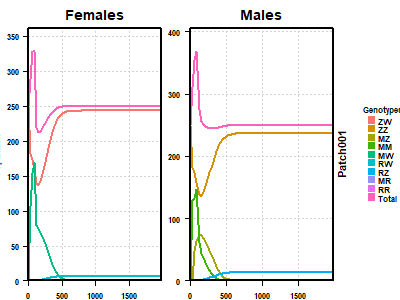 Females
Males
350
300
250
200
150
100
50
0
0
500
1000
1500
400
300
200
100
0
0
500
1000
1500
Patch001
Genotypes
ZW
ZZ
MZ
MM
MW
RW
RZ
MR
RR
Total